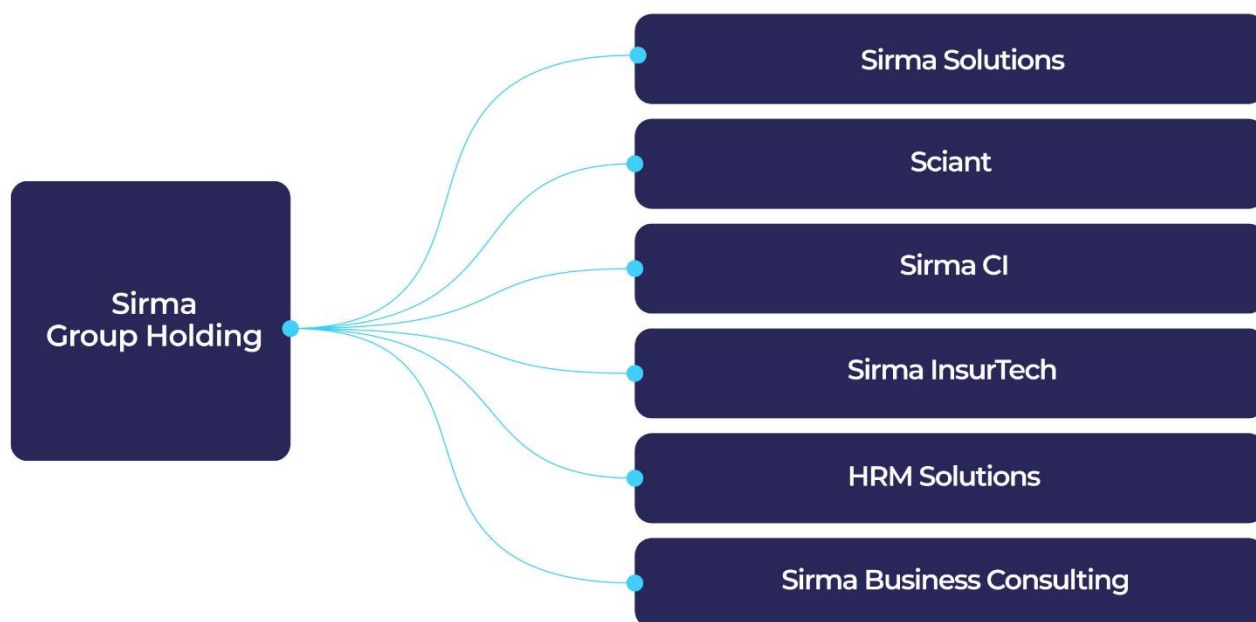 Sirma
Group Holding
Sirma Solutions
Sciant
Sirma CI
Sirma InsurTech
HRM Solutions
Sirma Business Consulting